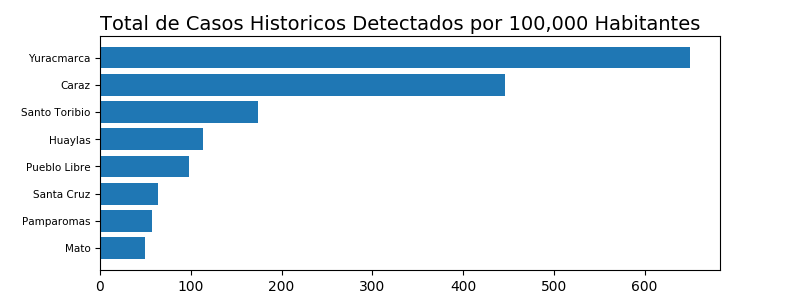 Total de Casos Historicos Detectados por 100,000 Habitantes
Yuracmarca
Caraz
Santo Toribio
Huaylas
Pueblo Libre
Santa Cruz
Pamparomas
Mato
0 100 200 300 400 500 600